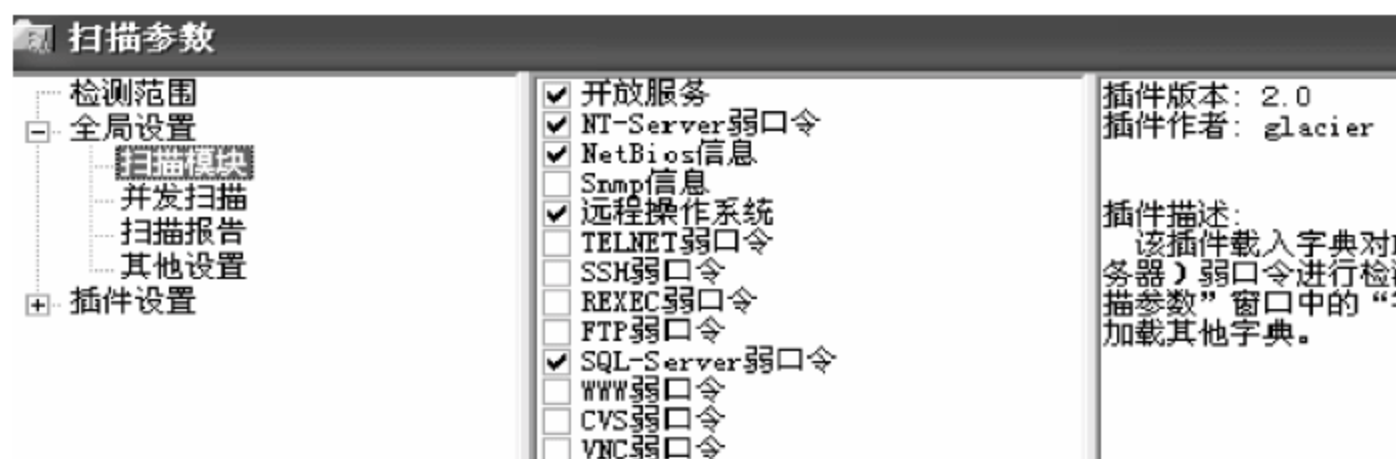 扫描参数
检测范围
全局设置
扫描模块
并发扫描
扫描报告
其他设置
插件设置
开放服务
NT-Server弱口令
NetBios信息
Snmp信息
远程操作系统
TELNET弱口令
SSH弱口令
REXEC弱口令
FTP弱口令
SQL-Server弱口令
WWW弱口令
CVS弱口令
VNC弱口令
插件版本: 2.0
插件作者: glacier
插件描述:
该插件载入字典对
务器)弱口令进行检
描参数”窗口中的“
加载其他字典。